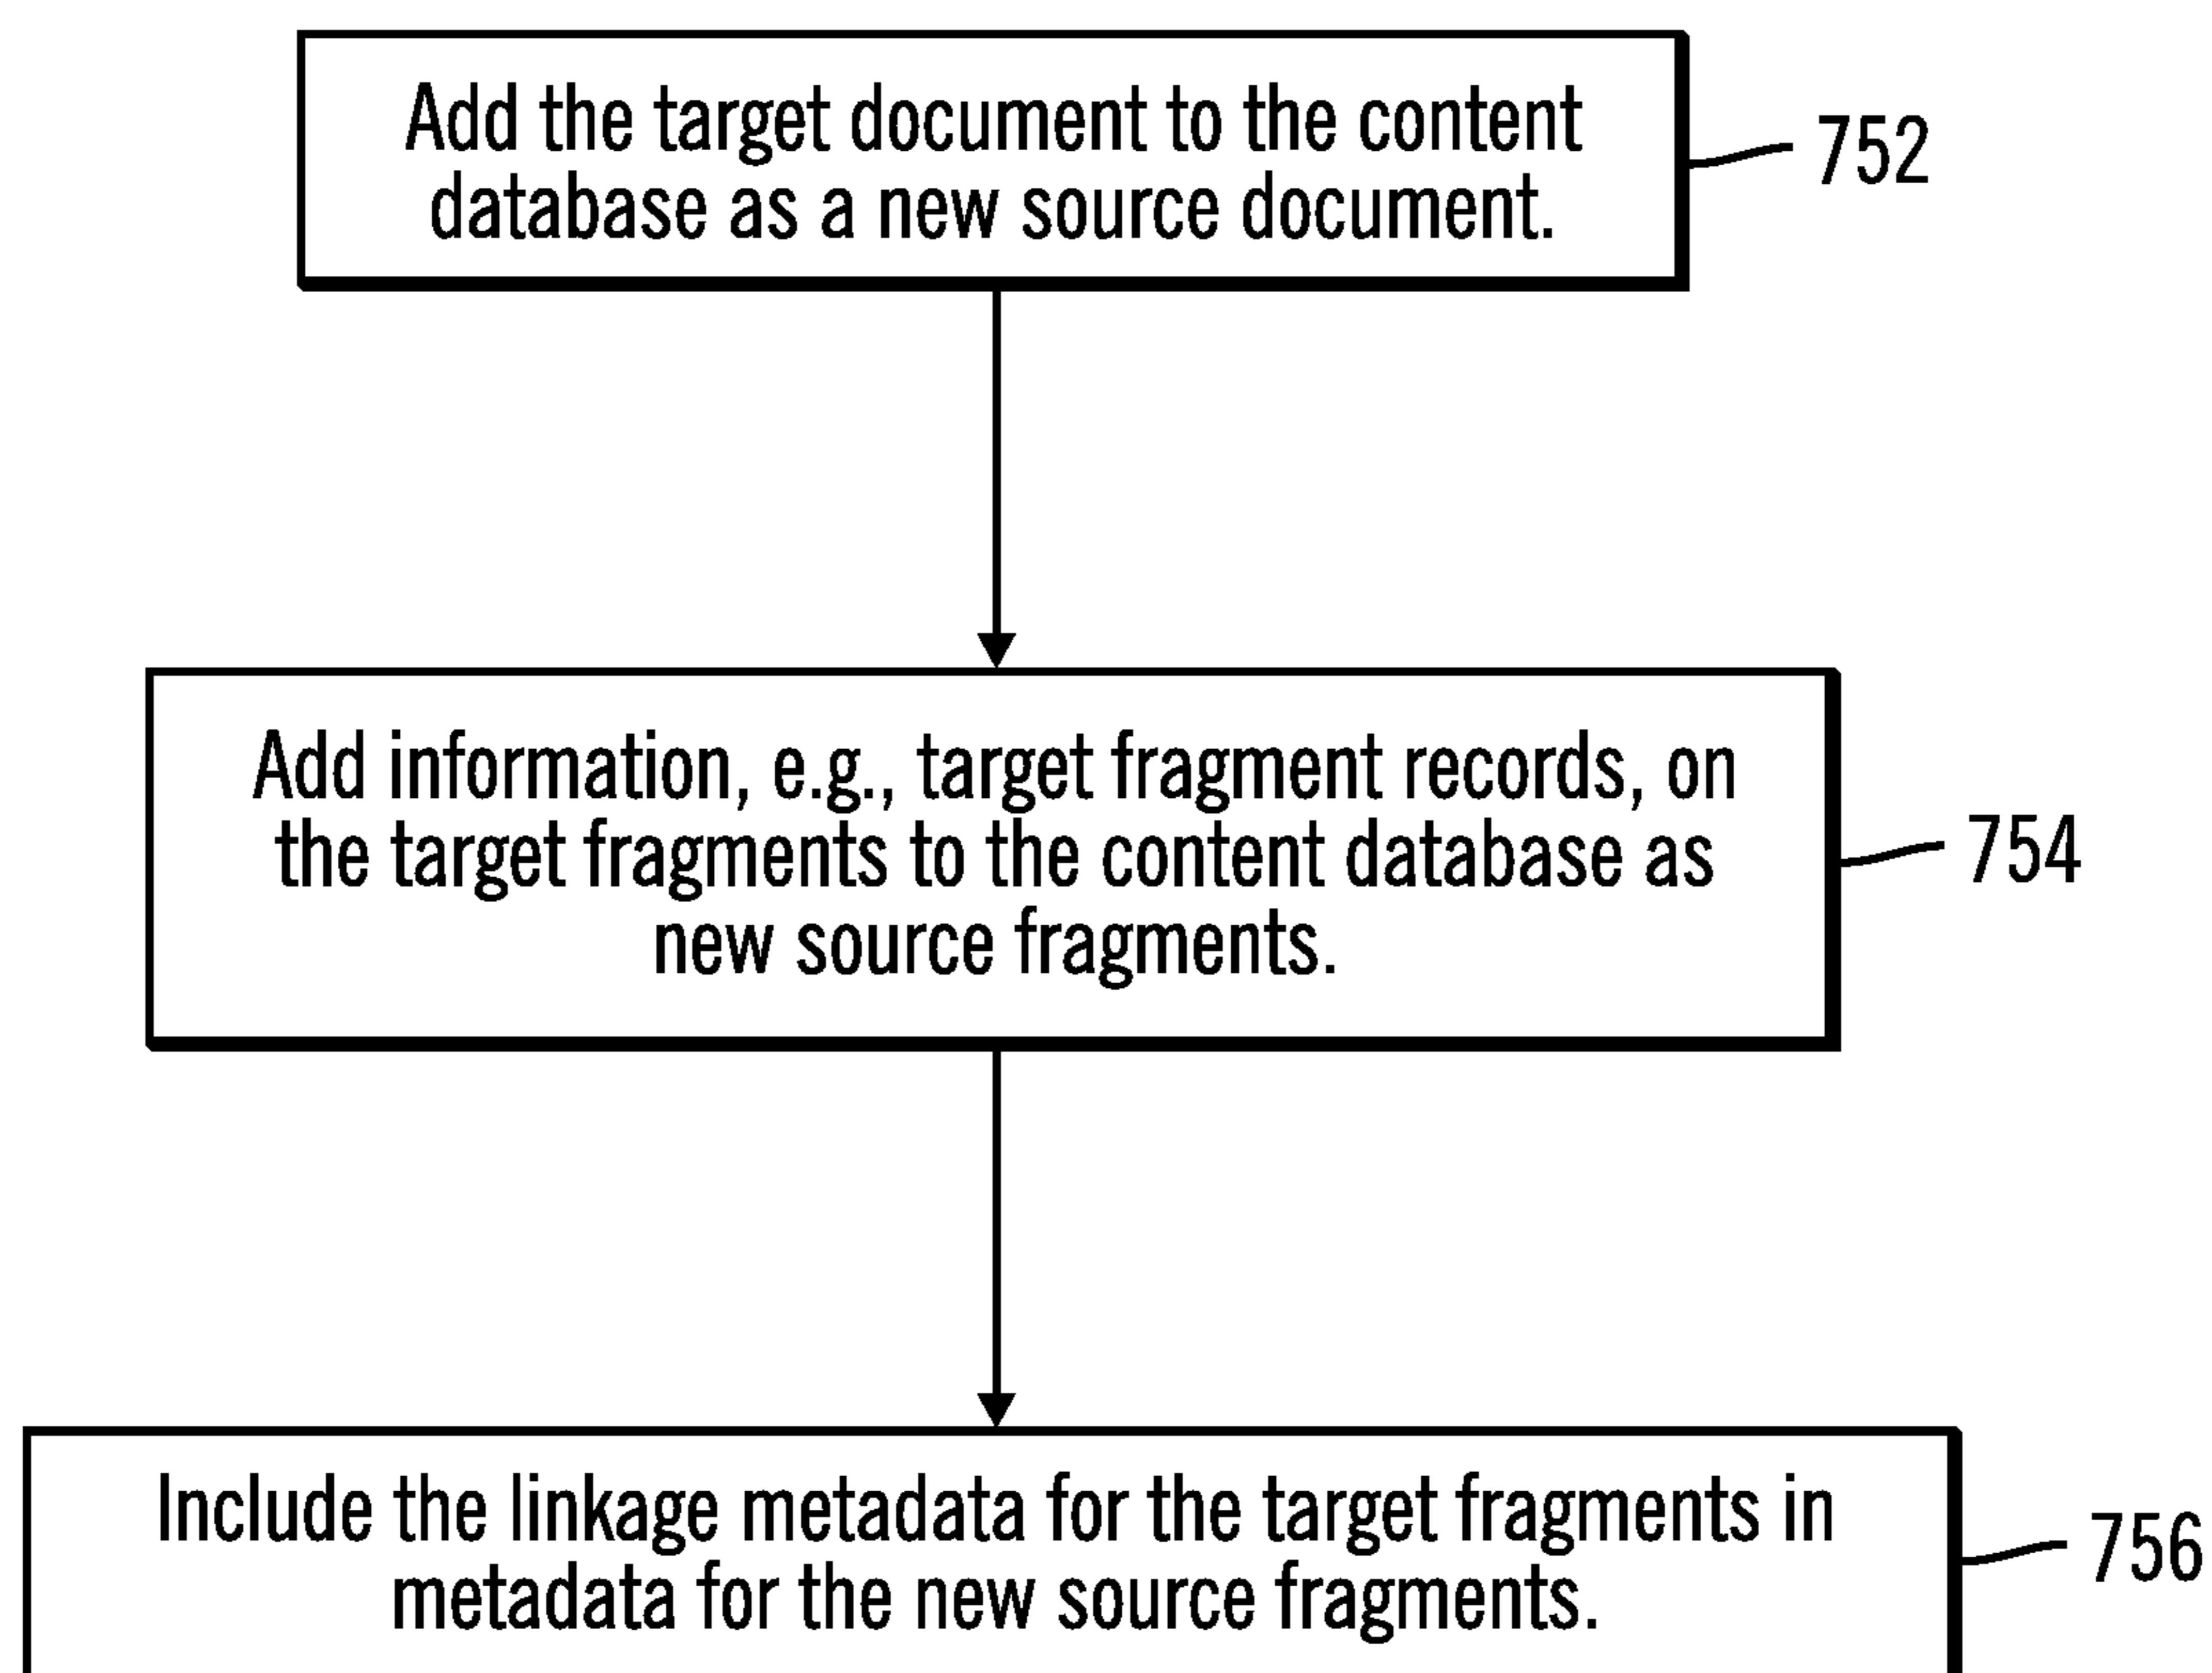 Add the target document to the content
database as a new source document.
752
Add information, e.g., target fragment records, on
the target fragments to the content database as
new source fragments.
754
Include the linkage metadata for the target fragments in
metadata for the new source fragments.
756